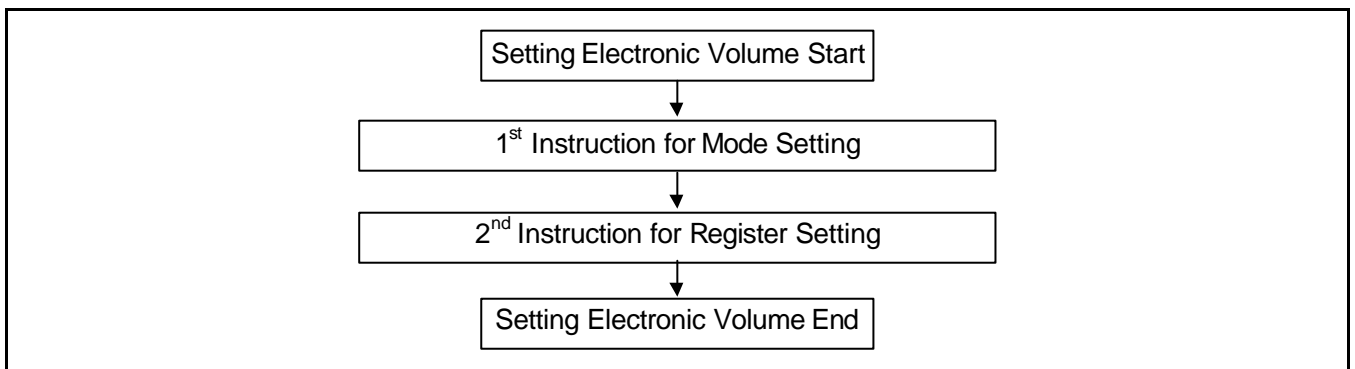 Setting Electronic Volume Start
1st Instruction for Mode Setting
2nd Instruction for Register Setting
Setting Electronic Volume End